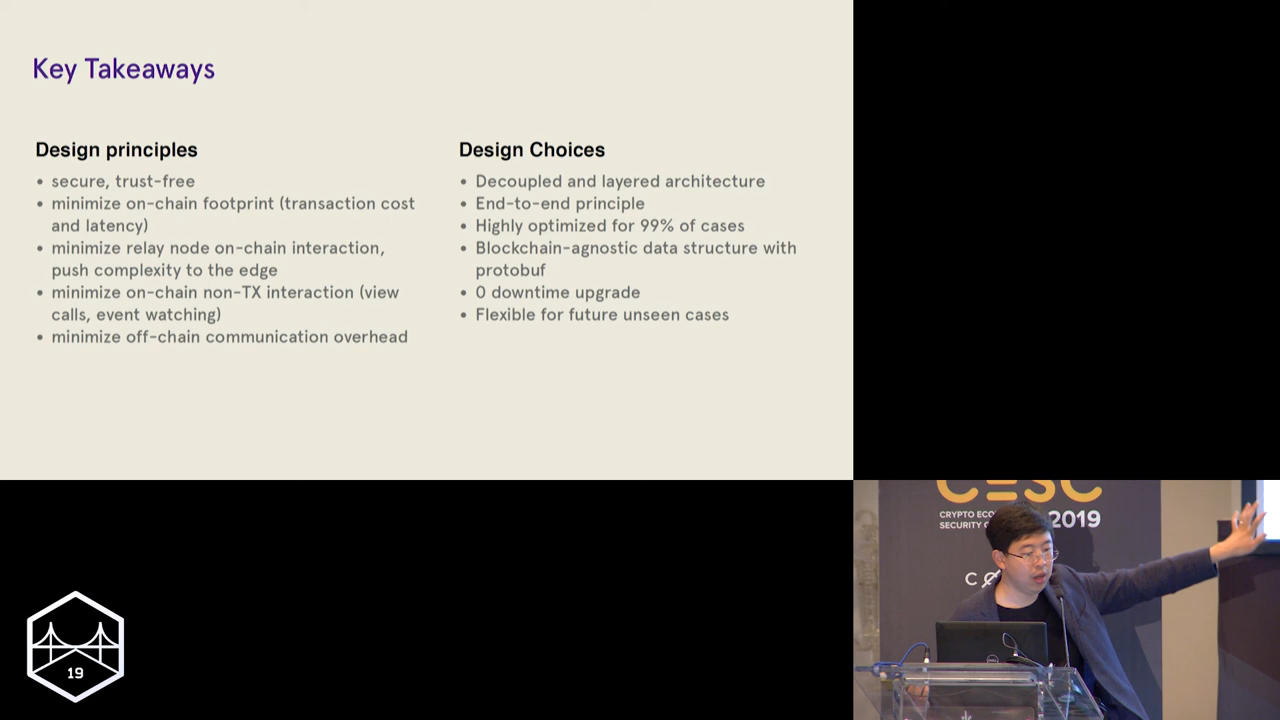 Key Takeaways
Design principles
• secure, trust-free
• minimize on-chain footprint (transaction cost
and latency)
• minimize relay node on-chain interaction,
push complexity to the edge
• minimize on-chain non-TX interaction (view
calls, event watching)
• minimize off-chain communication overhead
Design Choices
• Decoupled and layered architecture
• End-to-end principle
• Highly optimized for 99% of cases
• Blockchain-agnostic data structure with
protobuf
• 0 downtime upgrade
• Flexible for future unseen cases
CESC
CRYPTO
SECURITY
2019
19